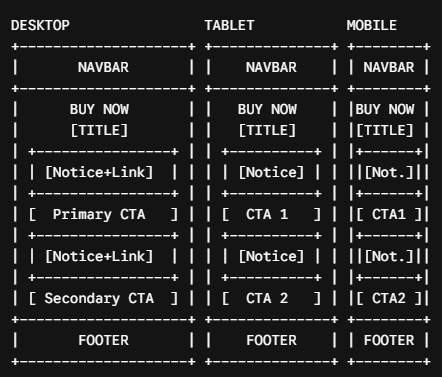 DESKTOP                TABLET           MOBILE
+--------------------+ +--------------+ +--------+
|       NAVBAR       | |    NAVBAR    | | NAVBAR |
+--------------------+ +--------------+ +--------+
|      BUY NOW       | |   BUY NOW    | |BUY NOW |
|      [TITLE]       | |   [TITLE]    | |[TITLE] |
| +----------------+ | | +----------+ | |+------+|
| | [Notice+Link]  | | | | [Notice] | | ||[Not.]||
| +----------------+ | | +----------+ | |+------+|
| [  Primary CTA   ] | | [  CTA 1   ] | |[ CTA1 ]|
| +----------------+ | | +----------+ | |+------+|
| | [Notice+Link]  | | | | [Notice] | | ||[Not.]||
| +----------------+ | | +----------+ | |+------+|
| [ Secondary CTA  ] | | [  CTA 2   ] | |[ CTA2 ]|
+--------------------+ +--------------+ +--------+
|       FOOTER       | |    FOOTER    | | FOOTER |
+--------------------+ +--------------+ +--------+